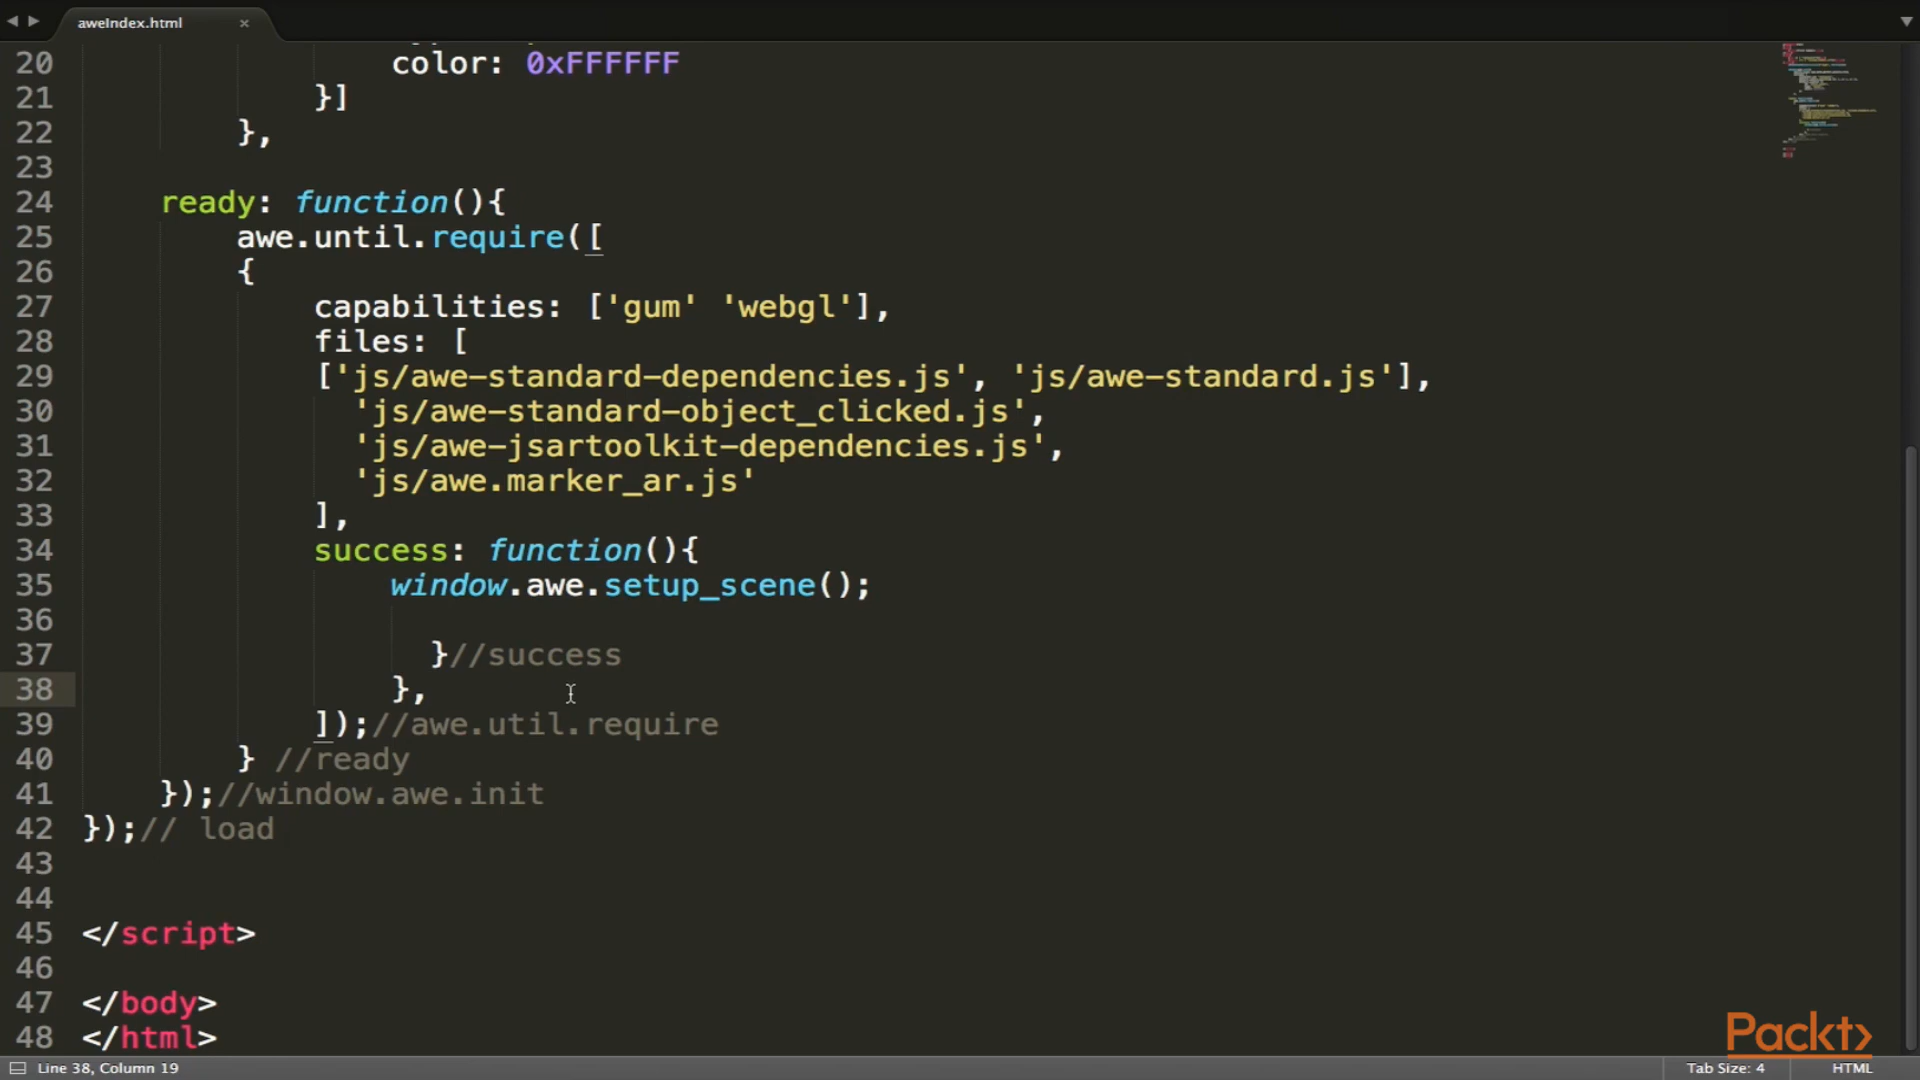 aweIndex.html ×
20 color: 0xFFFFFF
21 }]
22 },
23
24 ready: function(){
25 awe.until.require([
26 {
27 capabilities: ['gum' 'webgl'],
28 files: [
29 ['js/awe-standard-dependencies.js', 'js/awe-standard.js'],
30 'js/awe-standard-object_clicked.js',
31 'js/awe-jsartoolkit-dependencies.js',
32 'js/awe.marker_ar.js'
33 ],
34 success: function(){
35 window.awe.setup_scene();
36
37 }//success
38 },
39 ]);//awe.util.require
40 } //ready
41 });//window.awe.init
42 });// load
43
44
45 </script>
46
47 </body>
48 </html>
Packt>
Line 38, Column 19 Tab Size: 4 HTML